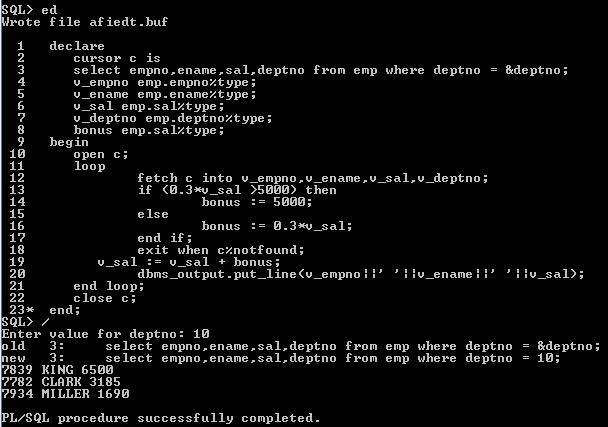 SQL> ed
Wrote file afiedt.buf
1 declare
2 cursor c is
3 select empno,ename,sal,deptno from emp where deptno = &deptno;
4 v_empno emp.empno%type;
5 v_ename emp.ename%type;
6 v_sal emp.sal%type;
7 v_deptno emp.deptno%type;
8 bonus emp.sal%type;
9 begin
10 open c;
11 loop
12 fetch c into v_empno,v_ename,v_sal,v_deptno;
13 if (0.3*v_sal >5000) then
14 bonus := 5000;
15 else
16 bonus := 0.3*v_sal;
17 end if;
18 exit when c%notfound;
19 v_sal := v_sal + bonus;
20 dbms_output.put_line(v_empno||' '||v_ename||' '||v_sal);
21 end loop;
22 close c;
23* end;
SQL> /
Enter value for deptno: 10
old 3: select empno,ename,sal,deptno from emp where deptno = &deptno;
new 3: select empno,ename,sal,deptno from emp where deptno = 10;
7839 KING 6500
7782 CLARK 3185
7934 MILLER 1690
PL/SQL procedure successfully completed.